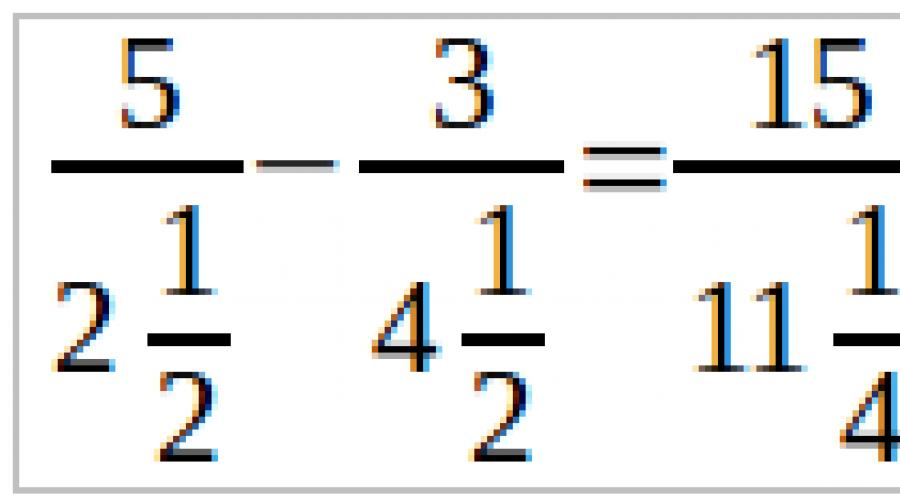 5/(2 1/2) − 3/(4 1/2) = 15/(11 1/4)